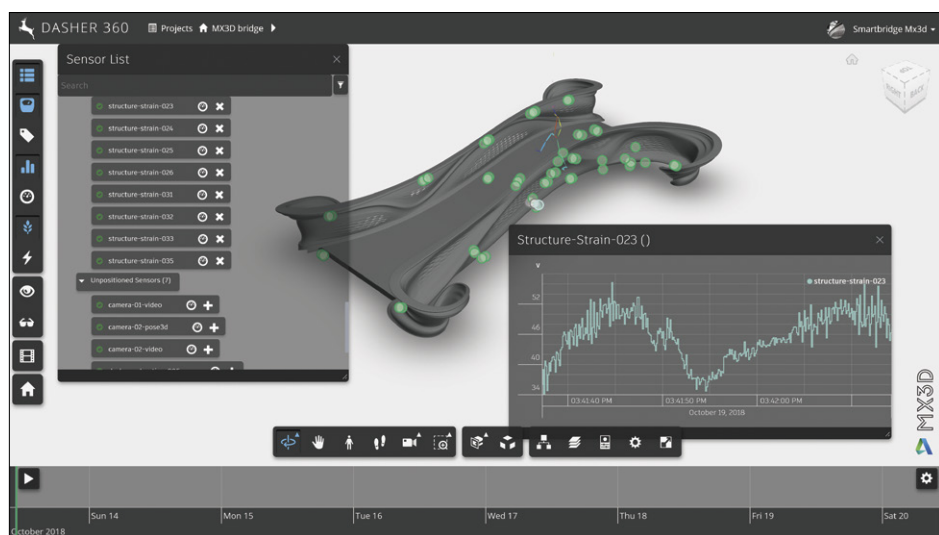 DASHER 360
Projects
MX3D bridge
Smartbridge Mx3d
Sensor List
Search
structure-strain-023
structure-strain-024
structure-strain-025
structure-strain-026
structure-strain-031
structure-strain-032
structure-strain-033
structure-strain-035
Unpositioned Sensors (7)
camera-01-video
camera-02-pose3d
camera-02-video
RIGHT
BACK
Structure-Strain-023 ()
v
structure-strain-023
52
46
40
34
03:41:40 PM
03:41:50 PM
03:42:00 PM
October 19, 2018
MX3D
Sun 14
Mon 15
Tue 16
Wed 17
Thu 18
Fri 19
Sat 20
October 2018